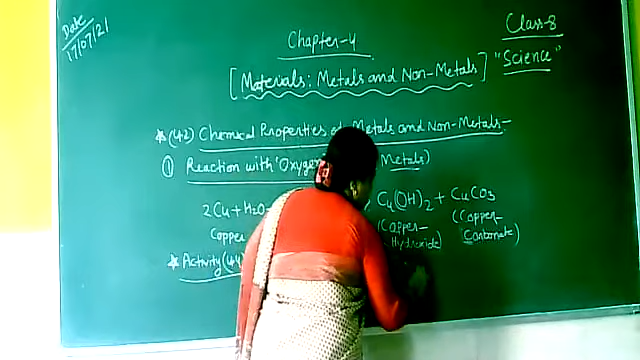 Date
17/07/21
Class-8
Chapter-4
"Science"
[Materials: Metals and Non-Metals]
* (4.2) Chemical Properties of Metals and Non-Metals-
① Reaction with Oxygen Metals)
2Cu + H2O Cu(OH)2 + CuCO3
Copper (Copper- Hydroxide) (Copper- Carbonate)
* Activity (4.4)